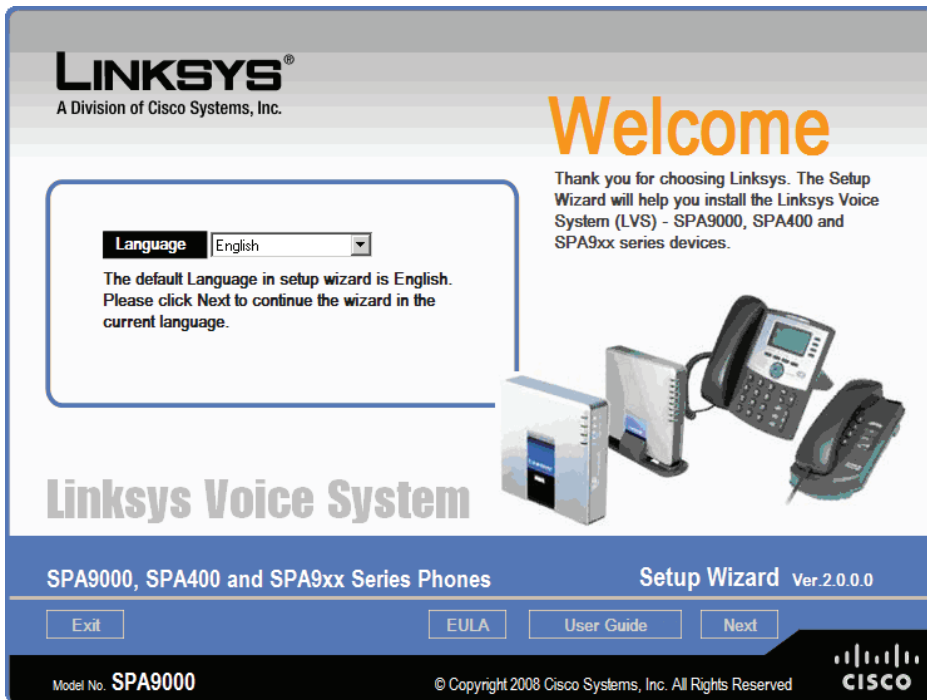 LINKSYS®
A Division of Cisco Systems, Inc.
Welcome
Thank you for choosing Linksys. The Setup
Wizard will help you install the Linksys Voice
System (LVS) - SPA9000, SPA400 and
SPA9xx series devices.
Language English
The default Language in setup wizard is English.
Please click Next to continue the wizard in the
current language.
Linksys Voice System
SPA9000, SPA400 and SPA9xx Series Phones
Setup Wizard Ver.2.0.0.0
Exit
EULA
User Guide
Next
Model No. SPA9000
© Copyright 2008 Cisco Systems, Inc. All Rights Reserved
CISCO